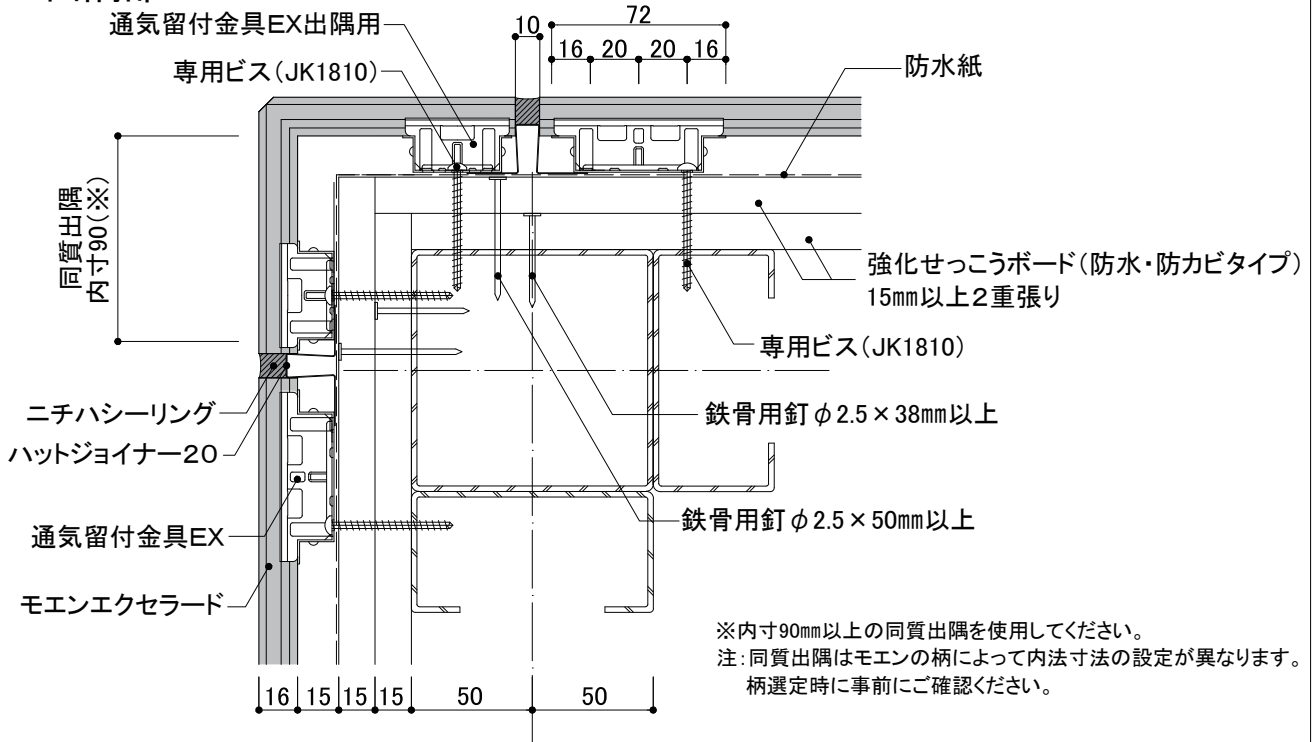 通気留付金具EX出隅用
10
72
16 20 20 16
専用ビス(JK1810)
防水紙
同質出隅
内寸90(※)
強化せっこうボード(防水・防カビタイプ)
15mm以上2重張り
専用ビス(JK1810)
ニチハシーリング
鉄骨用釘φ2.5×38mm以上
ハットジョイナー20
鉄骨用釘φ2.5×50mm以上
通気留付金具EX
モエンエクセラード
※内寸90mm以上の同質出隅を使用してください。
注:同質出隅はモエンの柄によって内法寸法の設定が異なります。
柄選定時に事前にご確認ください。
16 15 15 15 50 50